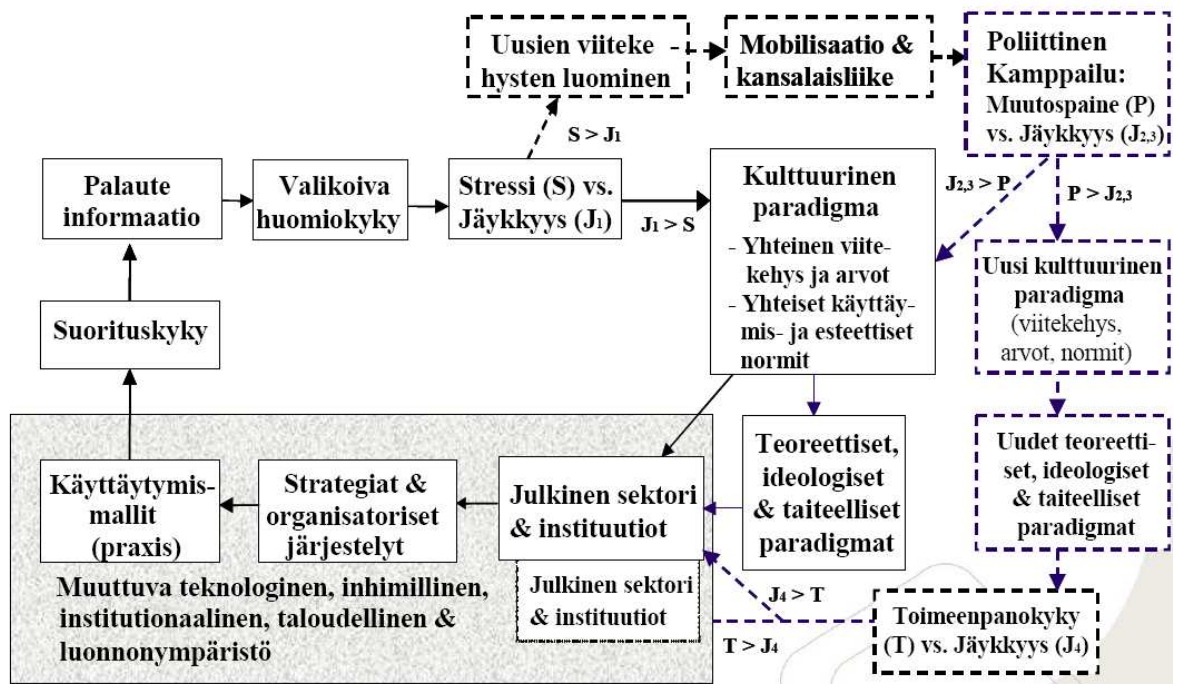 Uusien viiteke -
hysten luominen
Mobilisaatio &
kansalaisliike
Poliittinen
Kamppailu:
Muutospaine (P)
vs. Jäykkyys (J2,3)
S > J1
J2,3 > P
P > J2,3
Palaute
informaatio
Valikoiva
huomiokyky
Stressi (S) vs.
Jäykkyys (J1)
J1 > S
Kulttuurinen
paradigma
- Yhteinen viite-
kehys ja arvot
- Yhteiset käyttäy-
mis- ja esteettiset
normit
Uusi kulttuurinen
paradigma
(viitekehys,
arvot, normit)
Suorituskyky
Käyttäytymis-
mallit
(praxis)
Strategiat &
organisatoriset
järjestelyt
Julkinen sektori
& instituutiot
Teoreettiset,
ideologiset
& taiteelliset
paradigmat
Uudet teoreetti-
set, ideologiset
& taiteelliset
paradigmat
Julkinen sektori
& instituutiot
Muuttuva teknologinen, inhimillinen,
institutionaalinen, taloudellinen &
luonnonympäristö
J4 > T
T > J4
Toimeenpanokyky
(T) vs. Jäykkyys (J4)